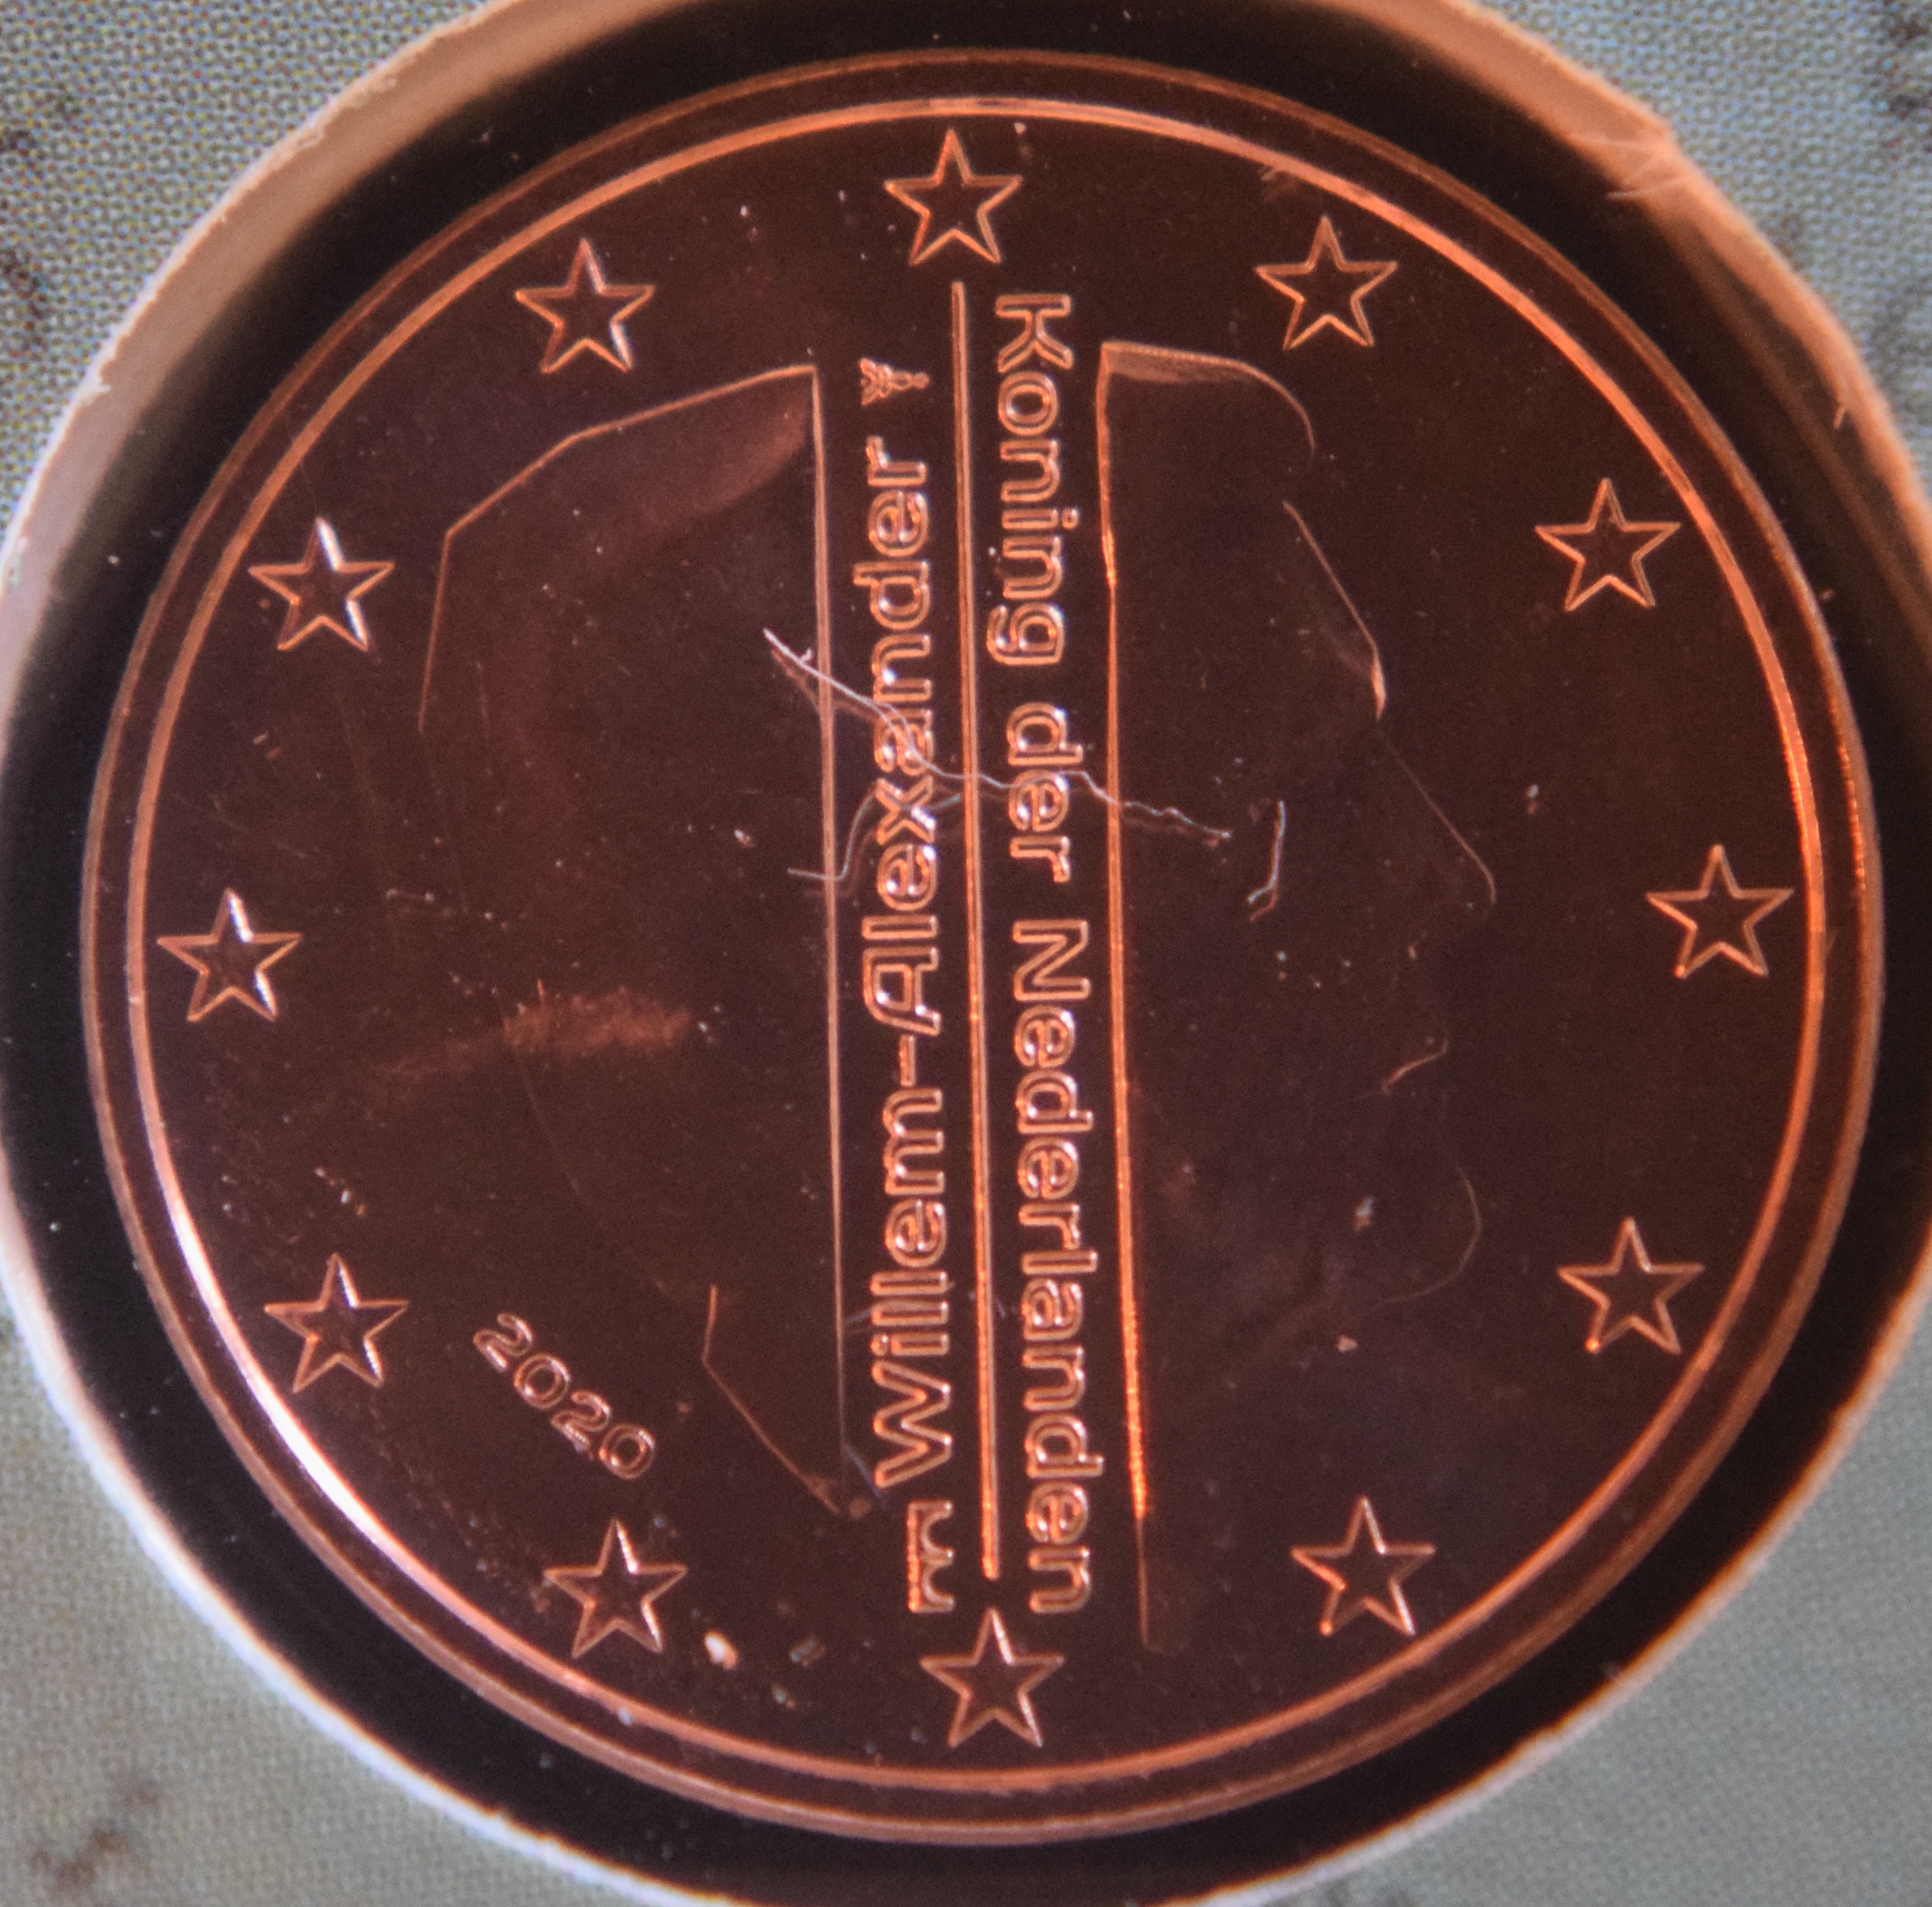 Willem-Alexander
Koning der Nederlanden
2020